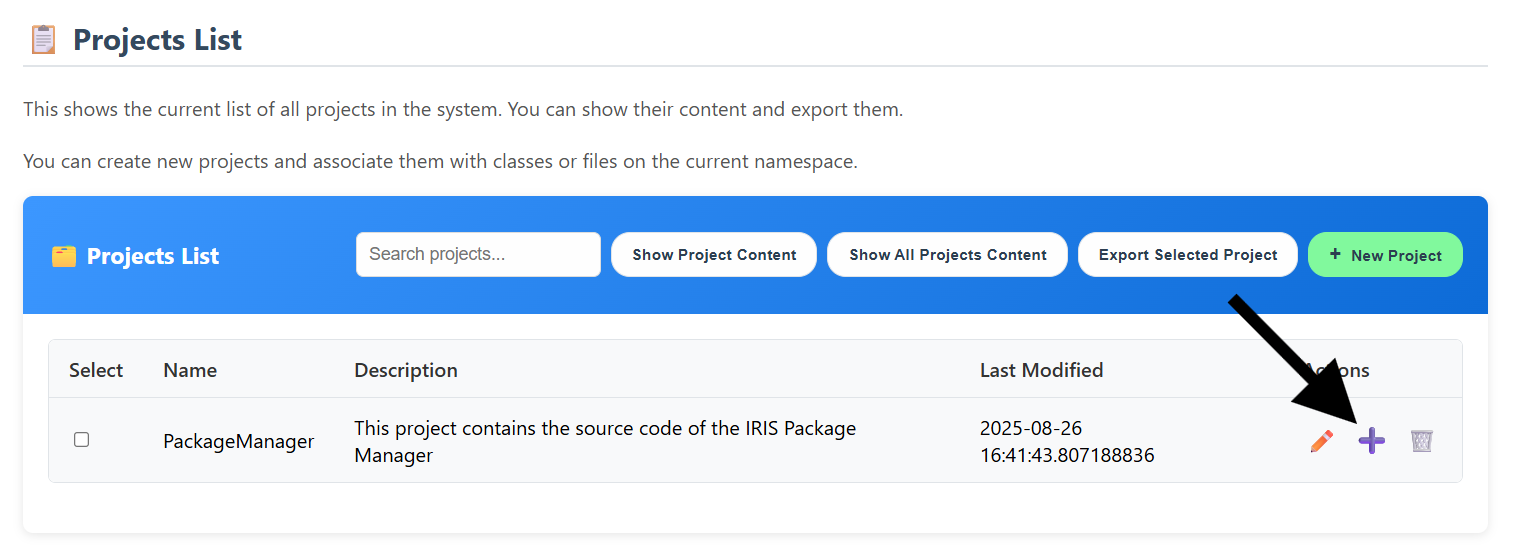 Projects List
This shows the current list of all projects in the system. You can show their content and export them.
You can create new projects and associate them with classes or files on the current namespace.
Projects List
Search projects...
Show Project Content
Show All Projects Content
Export Selected Project
+ New Project
Select Name Description Last Modified Actions
PackageManager
This project contains the source code of the IRIS Package
Manager
2025-08-26
16:41:43.807188836